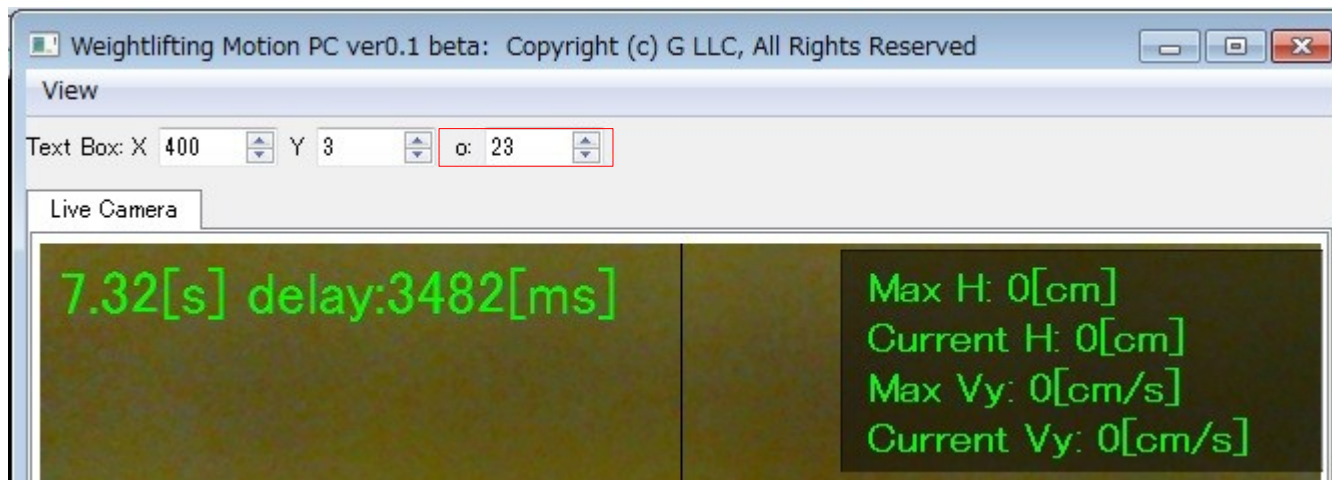 Weightlifting Motion PC ver0.1 beta:  Copyright (c) G LLC, All Rights Reserved
View
Text Box: X 400 Y 3 o: 23
Live Camera
7.32[s] delay:3482[ms]
Max H: 0[cm]
Current H: 0[cm]
Max Vy: 0[cm/s]
Current Vy: 0[cm/s]